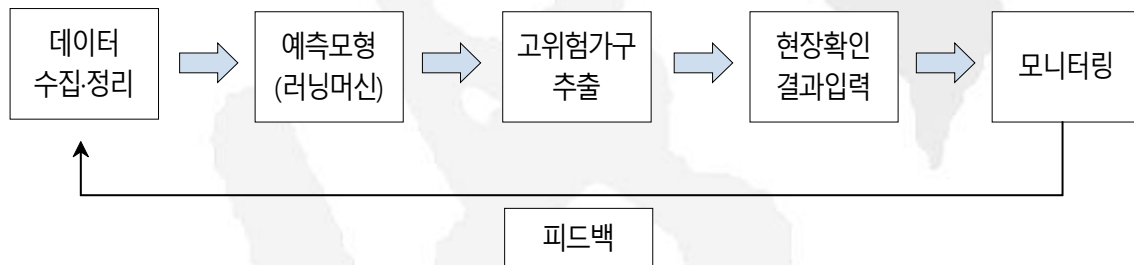 데이터
수집·정리
예측모형
(러닝머신)
고위험가구
추출
현장확인
결과입력
모니터링
피드백